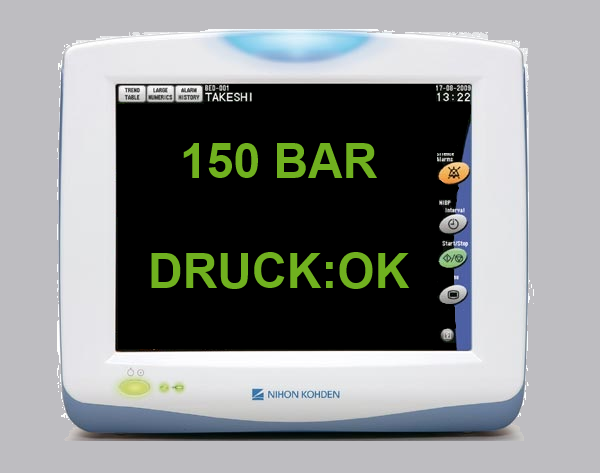 TREND TABLE
LARGE NUMERICS
ALARM HISTORY
BED-001
TAKESHI
17-08-2009
13:22
150 BAR
Silence
Alarms
NIBP
Interval
Start/Stop
DRUCK:OK
NIHON KOHDEN